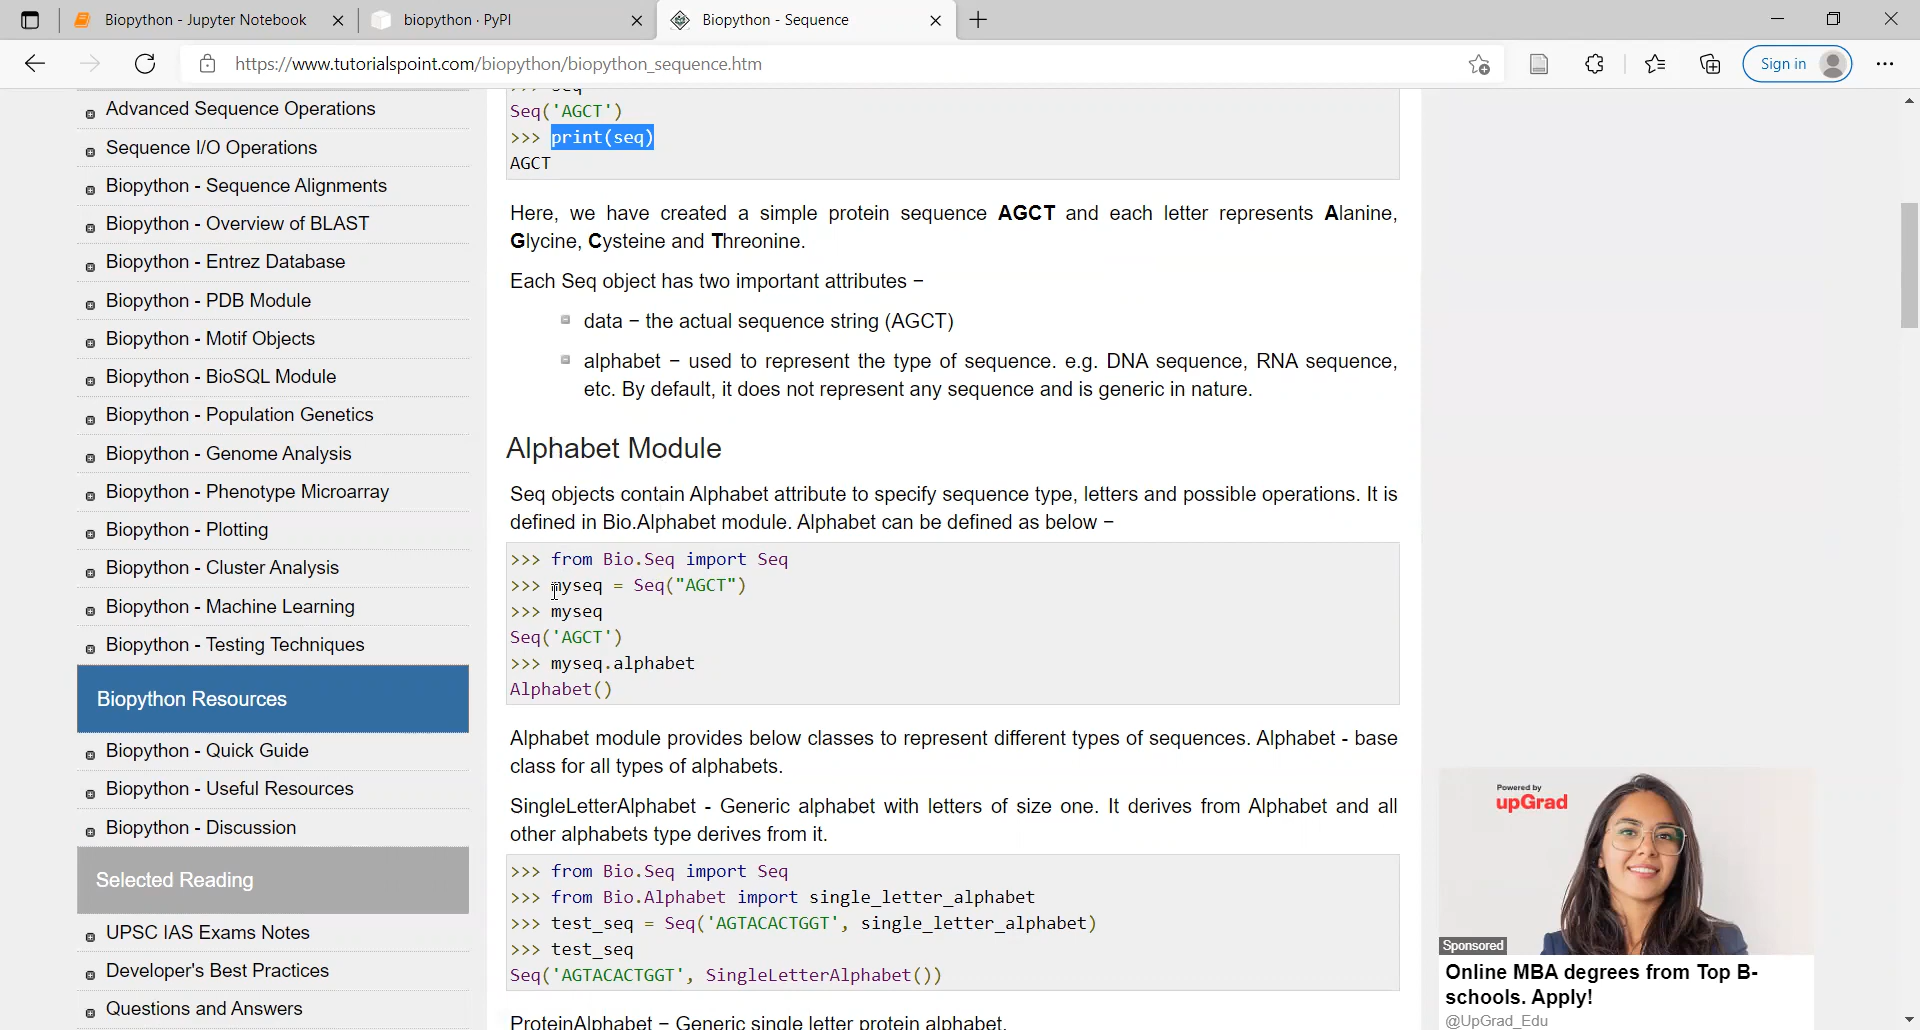 Biopython - Jupyter Notebook
biopython · PyPI
Biopython - Sequence
https://www.tutorialspoint.com/biopython/biopython_sequence.htm
Sign in
Advanced Sequence Operations
Sequence I/O Operations
Biopython - Sequence Alignments
Biopython - Overview of BLAST
Biopython - Entrez Database
Biopython - PDB Module
Biopython - Motif Objects
Biopython - BioSQL Module
Biopython - Population Genetics
Biopython - Genome Analysis
Biopython - Phenotype Microarray
Biopython - Plotting
Biopython - Cluster Analysis
Biopython - Machine Learning
Biopython - Testing Techniques
Biopython Resources
Biopython - Quick Guide
Biopython - Useful Resources
Biopython - Discussion
Selected Reading
UPSC IAS Exams Notes
Developer's Best Practices
Questions and Answers
>>> seq
Seq('AGCT')
>>> print(seq)
AGCT
Here, we have created a simple protein sequence AGCT and each letter represents Alanine,
Glycine, Cysteine and Threonine.
Each Seq object has two important attributes −
data − the actual sequence string (AGCT)
alphabet − used to represent the type of sequence. e.g. DNA sequence, RNA sequence,
etc. By default, it does not represent any sequence and is generic in nature.
Alphabet Module
Seq objects contain Alphabet attribute to specify sequence type, letters and possible operations. It is
defined in Bio.Alphabet module. Alphabet can be defined as below −
>>> from Bio.Seq import Seq
>>> myseq = Seq("AGCT")
>>> myseq
Seq('AGCT')
>>> myseq.alphabet
Alphabet()
Alphabet module provides below classes to represent different types of sequences. Alphabet - base
class for all types of alphabets.
SingleLetterAlphabet - Generic alphabet with letters of size one. It derives from Alphabet and all
other alphabets type derives from it.
>>> from Bio.Seq import Seq
>>> from Bio.Alphabet import single_letter_alphabet
>>> test_seq = Seq('AGTACACTGGT', single_letter_alphabet)
>>> test_seq
Seq('AGTACACTGGT', SingleLetterAlphabet())
ProteinAlphabet − Generic single letter protein alphabet.
Powered by
upGrad
Sponsored
Online MBA degrees from Top B-
schools. Apply!
@UpGrad_Edu